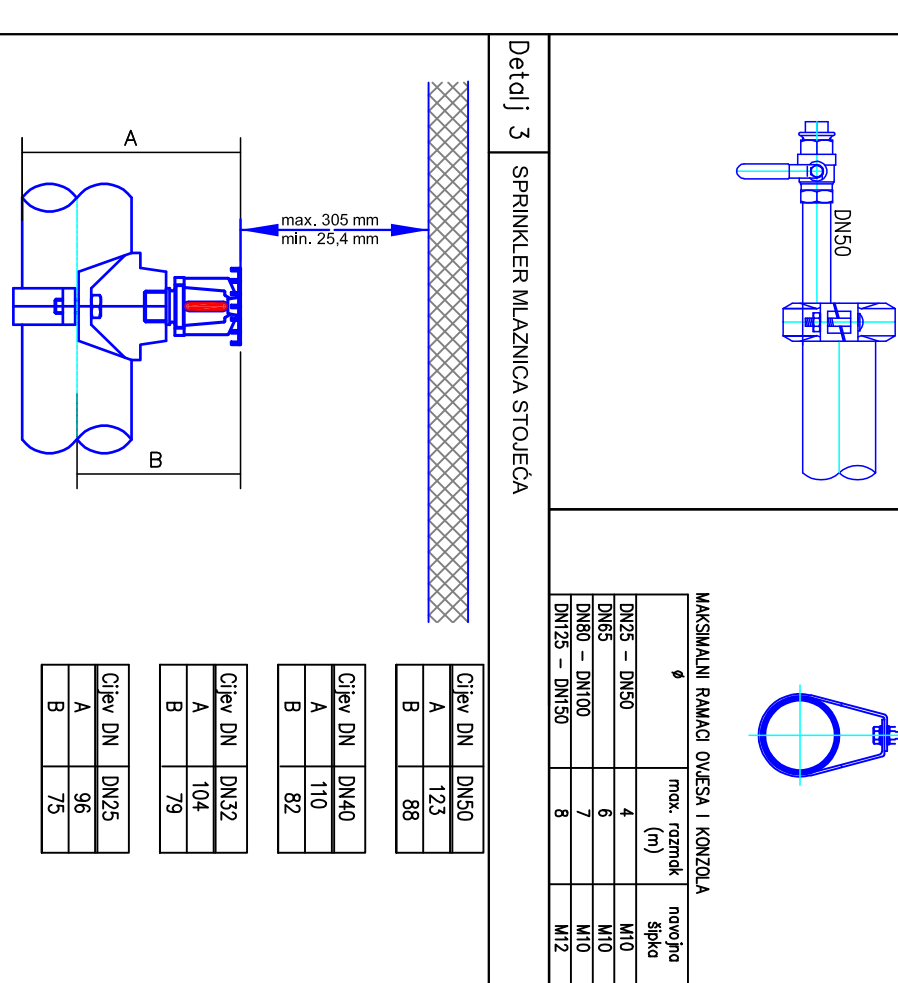 DN50
MAKSIMALNI RAMACI OVJESA I KONZOLA
ø max. razmak (m) navojna šipka
DN25 – DN50 4 M10
DN65 6 M10
DN80 – DN100 7 M10
DN125 – DN150 8 M12
Detalj 3 SPRINKLER MLAZNICA STOJEĆA
max. 305 mm
min. 25,4 mm
A
B
Cijev DN DN50
A 123
B 88
Cijev DN DN40
A 110
B 82
Cijev DN DN32
A 104
B 79
Cijev DN DN25
A 96
B 75